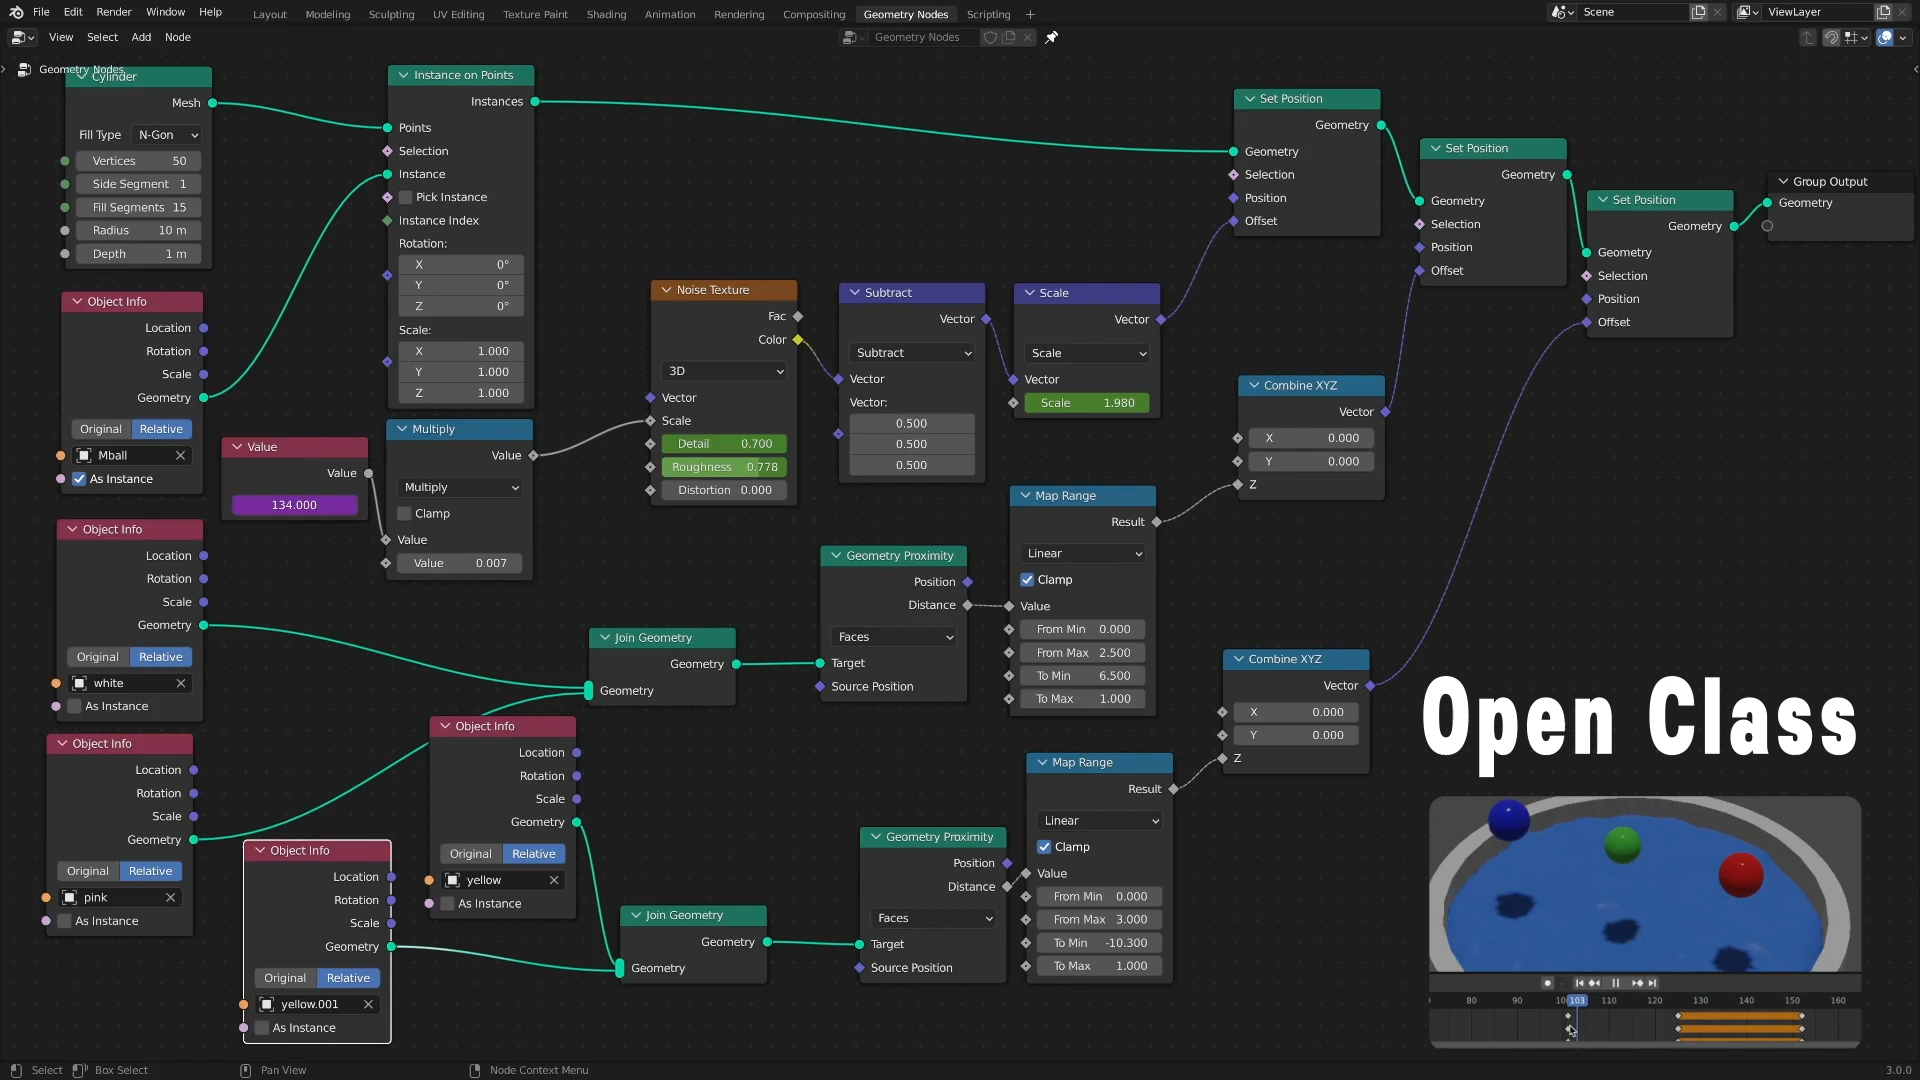 File Edit Render Window Help
Layout Modeling Sculpting UV Editing Texture Paint Shading Animation Rendering Compositing Geometry Nodes Scripting +
Scene
ViewLayer
View Select Add Node
Geometry Nodes
Geometry Nodes
Cylinder
Mesh
Fill Type N-Gon
Vertices 50
Side Segment 1
Fill Segments 15
Radius 10 m
Depth 1 m
Instance on Points
Instances
Points
Selection
Instance
Pick Instance
Instance Index
Rotation:
X 0°
Y 0°
Z 0°
Scale:
X 1.000
Y 1.000
Z 1.000
Object Info
Location
Rotation
Scale
Geometry
Original Relative
Mball
As Instance
Value
Value
134.000
Multiply
Value
Multiply
Clamp
Value
Value 0.007
Noise Texture
Fac
Color
3D
Vector
Scale
Detail 0.700
Roughness 0.778
Distortion 0.000
Subtract
Vector
Subtract
Vector
Vector:
0.500
0.500
0.500
Scale
Vector
Scale
Vector
Scale 1.980
Set Position
Geometry
Geometry
Selection
Position
Offset
Set Position
Geometry
Geometry
Selection
Position
Offset
Set Position
Geometry
Geometry
Selection
Position
Offset
Group Output
Geometry
Combine XYZ
Vector
X 0.000
Y 0.000
Z
Map Range
Result
Linear
Clamp
Value
From Min 0.000
From Max 2.500
To Min 6.500
To Max 1.000
Geometry Proximity
Position
Distance
Faces
Target
Source Position
Object Info
Location
Rotation
Scale
Geometry
Original Relative
white
As Instance
Join Geometry
Geometry
Geometry
Object Info
Location
Rotation
Scale
Geometry
Original Relative
pink
As Instance
Object Info
Location
Rotation
Scale
Geometry
Original Relative
yellow
As Instance
Object Info
Location
Rotation
Scale
Geometry
Original Relative
yellow.001
As Instance
Join Geometry
Geometry
Geometry
Geometry Proximity
Position
Distance
Faces
Target
Source Position
Map Range
Result
Linear
Clamp
Value
From Min 0.000
From Max 3.000
To Min -10.300
To Max 1.000
Combine XYZ
Vector
X 0.000
Y 0.000
Z
Open Class
80 90 103 110 120 130 140 150 160
Select Box Select Pan View Node Context Menu 3.0.0